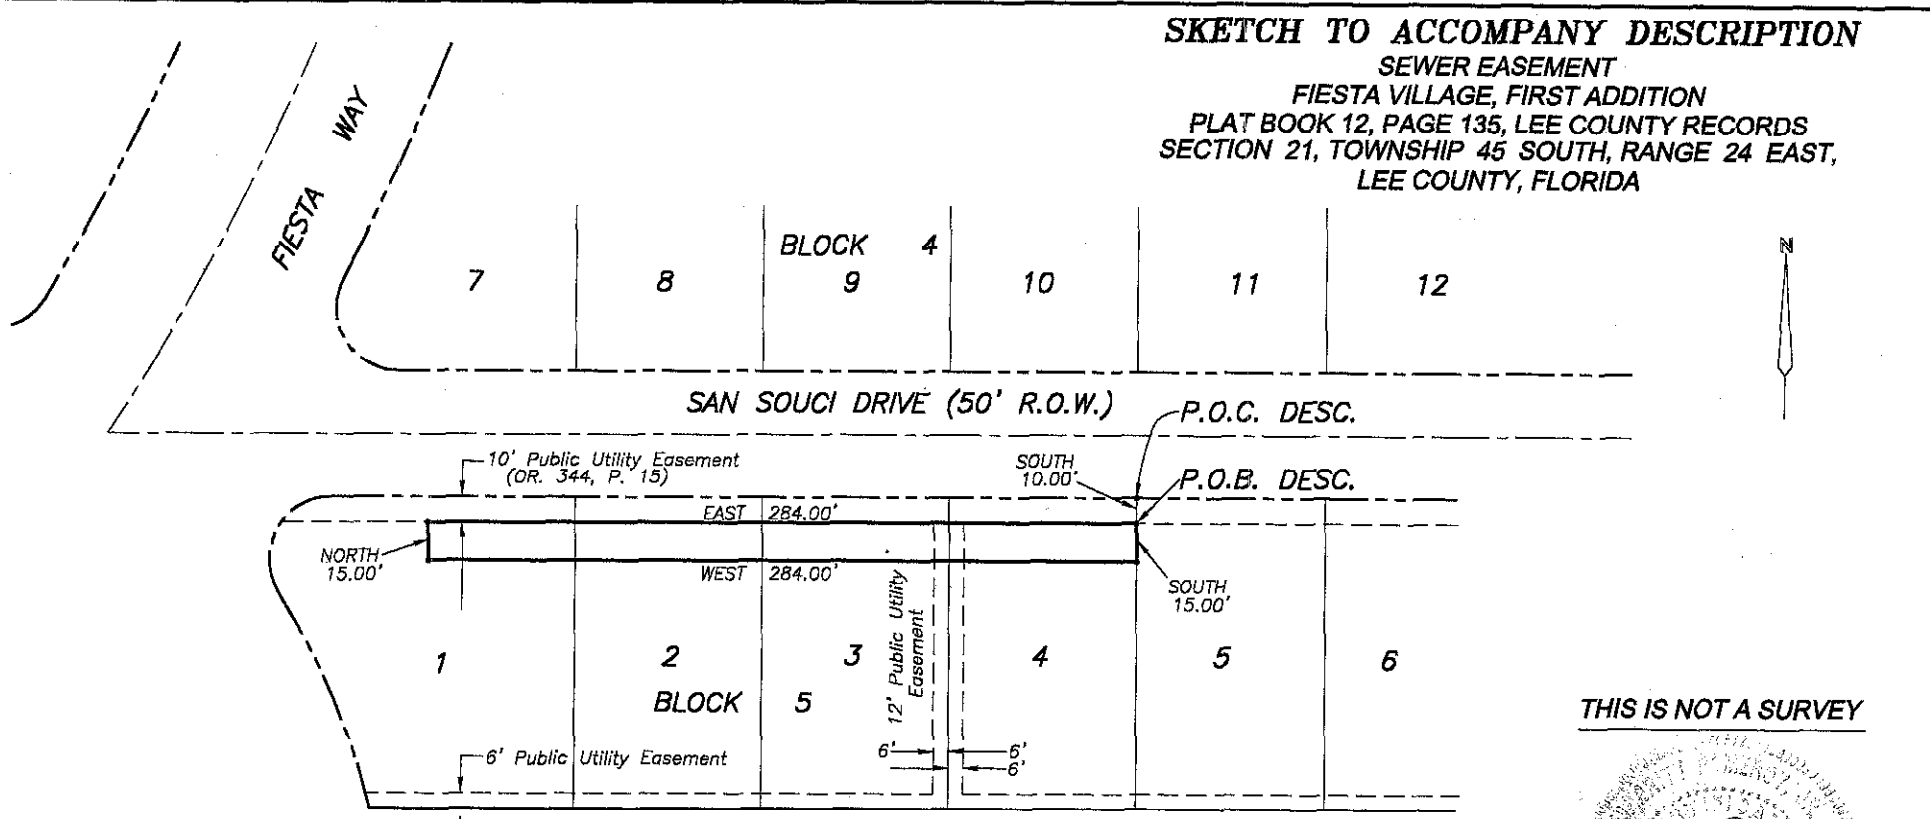 SKETCH TO ACCOMPANY DESCRIPTION
SEWER EASEMENT
FIESTA VILLAGE, FIRST ADDITION
PLAT BOOK 12, PAGE 135, LEE COUNTY RECORDS
SECTION 21, TOWNSHIP 45 SOUTH, RANGE 24 EAST,
LEE COUNTY, FLORIDA
FIESTA WAY
BLOCK 4
7
8
9
10
11
12
N
SAN SOUCI DRIVE (50' R.O.W.)
P.O.C. DESC.
10' Public Utility Easement
(OR. 344, P. 15)
SOUTH
10.00'
P.O.B. DESC.
EAST 284.00'
NORTH
15.00'
WEST 284.00'
SOUTH
15.00'
12' Public Utility
Easement
1
2
3
4
5
6
BLOCK 5
THIS IS NOT A SURVEY
6' Public Utility Easement
6'
6'
6'